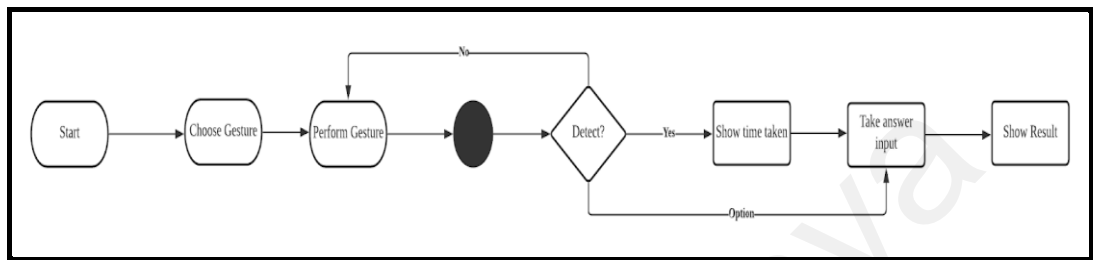 No
Start
Choose Gesture
Perform Gesture
Detect?
Yes
Show time taken
Take answer
input
Show Result
Option